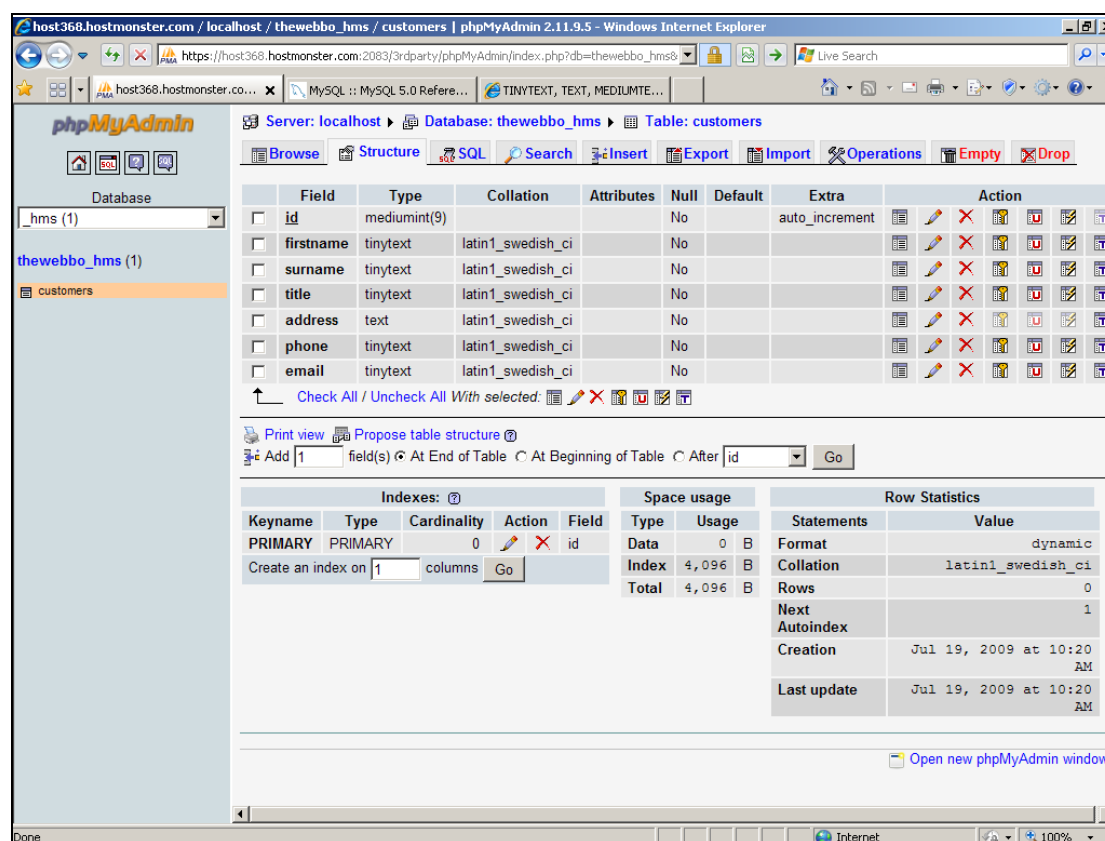 host368.hostmonster.com / localhost / thewebbo_hms / customers | phpMyAdmin 2.11.9.5 - Windows Internet Explorer
PMA https://host368.hostmonster.com:2083/3rdparty/phpMyAdmin/index.php?db=thewebbo_hms& Live Search
PMA host368.hostmonster.co... MySQL :: MySQL 5.0 Refere... TINYTEXT, TEXT, MEDIUMTE...
phpMyAdmin
SQL
Database
_hms (1)
thewebbo_hms (1)
customers
Server: localhost Database: thewebbo_hms Table: customers
Browse Structure SQL Search Insert Export Import Operations Empty Drop
Field Type Collation Attributes Null Default Extra Action
id mediumint(9) No auto_increment
firstname tinytext latin1_swedish_ci No
surname tinytext latin1_swedish_ci No
title tinytext latin1_swedish_ci No
address text latin1_swedish_ci No
phone tinytext latin1_swedish_ci No
email tinytext latin1_swedish_ci No
Check All / Uncheck All With selected:
Print view Propose table structure
Add 1 field(s) At End of Table At Beginning of Table After id Go
Indexes:
Keyname Type Cardinality Action Field
PRIMARY PRIMARY 0 id
Create an index on 1 columns Go
Space usage
Type Usage
Data 0 B
Index 4,096 B
Total 4,096 B
Row Statistics
Statements Value
Format dynamic
Collation latin1_swedish_ci
Rows 0
Next Autoindex 1
Creation Jul 19, 2009 at 10:20 AM
Last update Jul 19, 2009 at 10:20 AM
Open new phpMyAdmin window
Done Internet 100%